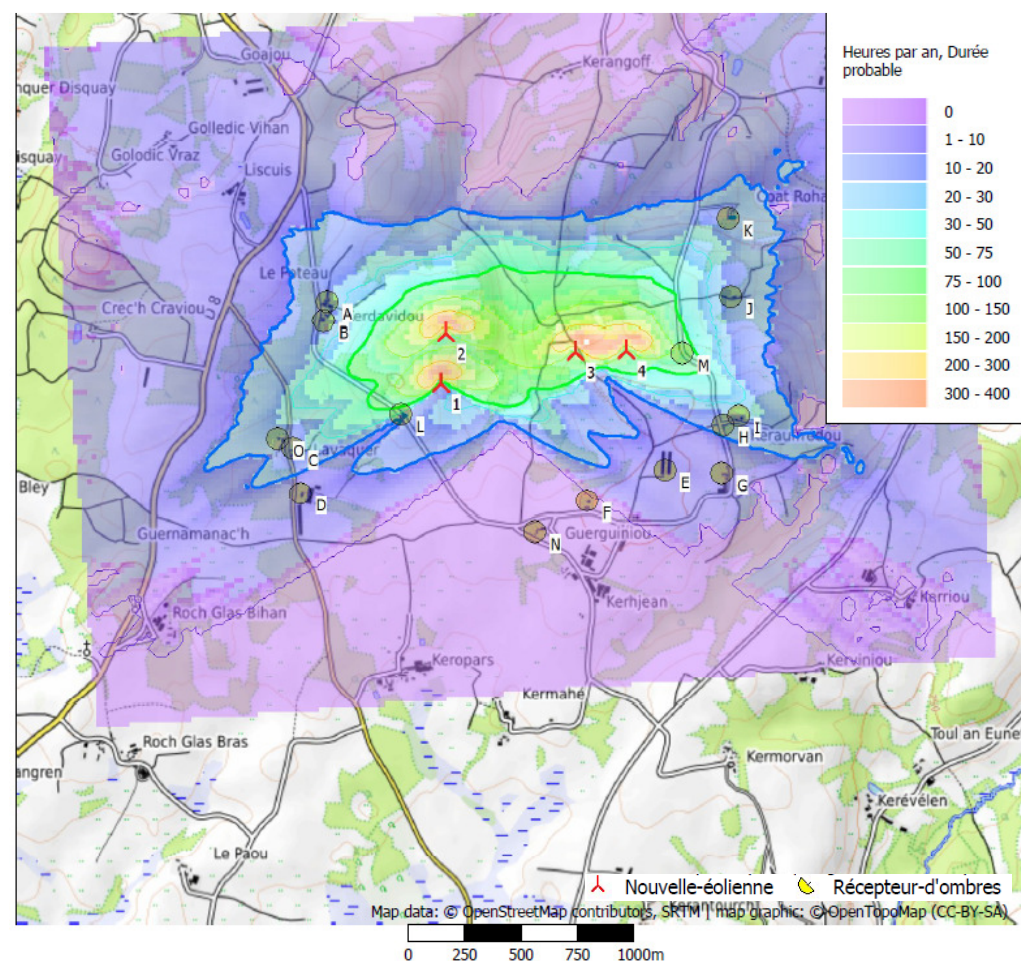 Heures par an, Durée
probable
0
1 - 10
10 - 20
20 - 30
30 - 50
50 - 75
75 - 100
100 - 150
150 - 200
200 - 300
300 - 400
Goajou
Kerangoff
nquer Disquay
Golledic Vihan
Golodic Vraz
isquay
Liscuis
Coat Roha
K
Le Poteau
Crec'h Craviou
D 8
A
Kerdavidou
B
J
2
3
4
M
1
L
I
H
O
C
E
G
Bley
D
F
Guernamanac'h
N
Guerguiniou
Kerhjean
Kerriou
Roch Glas Bihan
Keropars
Kerviniou
Kermahé
Roch Glas Bras
Toul an Eune
angren
Kermorvan
Kerévélen
Le Paou
Nouvelle-éolienne
Récepteur-d'ombres
Map data: © OpenStreetMap contributors, SRTM | map graphic: © OpenTopoMap (CC-BY-SA)
0 250 500 750 1000m